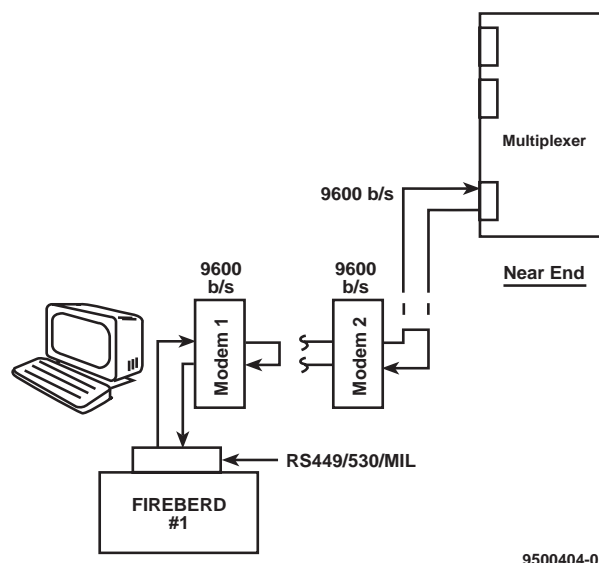 Multiplexer
9600 b/s
Near End
9600
b/s
9600
b/s
Modem 1
Modem 2
RS449/530/MIL
FIREBERD
#1
9500404-0